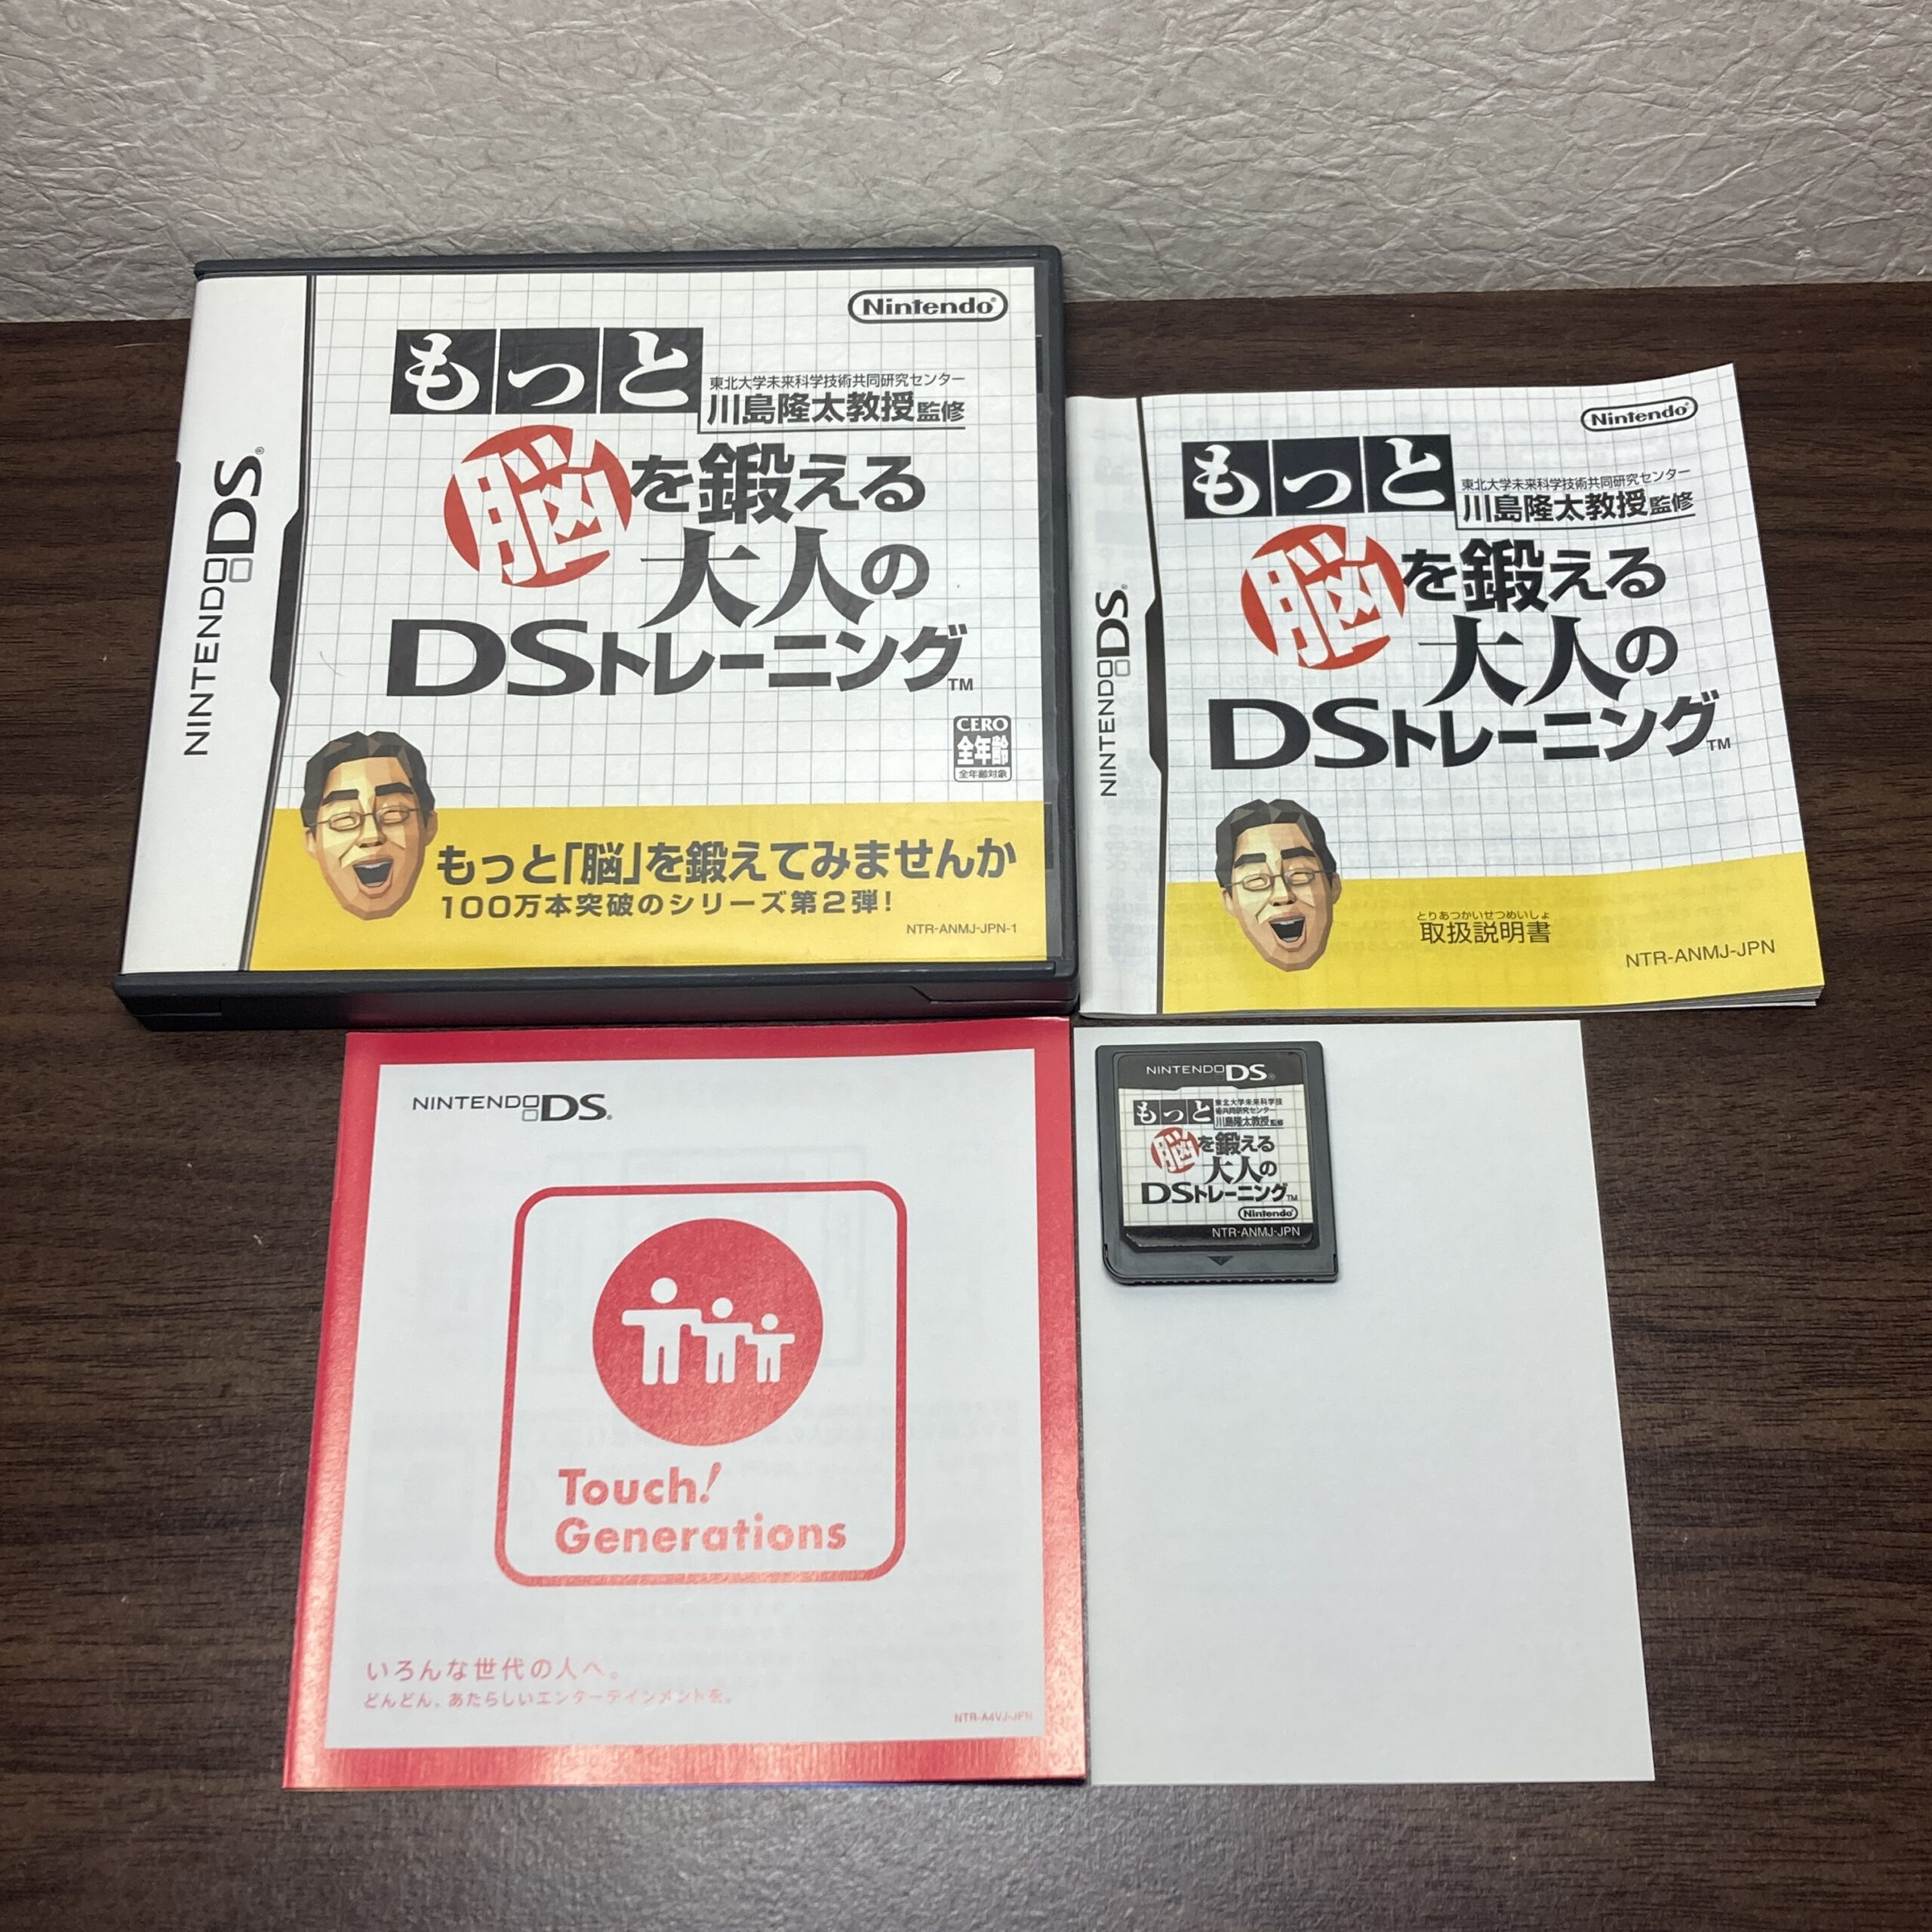 NINTENDO DS
Nintendo
もっと
東北大学未来科学技術共同研究センター
川島隆太教授監修
脳を鍛える
大人の
DSトレーニング™
CERO
全年齢
全年齢対象
もっと「脳」を鍛えてみませんか
100万本突破のシリーズ第2弾!
NTR-ANMJ-JPN-1
NINTENDO DS
Nintendo
もっと
東北大学未来科学技術共同研究センター
川島隆太教授監修
脳を鍛える
大人の
DSトレーニング™
とりあつかいせつめいしょ
取扱説明書
NTR-ANMJ-JPN
NINTENDO DS
Touch!
Generations
いろんな世代の人へ。
どんどん、あたらしいエンターテインメントを。
NTR-A4VJ-JPN
NINTENDO DS
もっと
東北大学未来科学技
術共同研究センター
川島隆太教授監修
脳を鍛える
大人の
DSトレーニング™
Nintendo
NTR-ANMJ-JPN